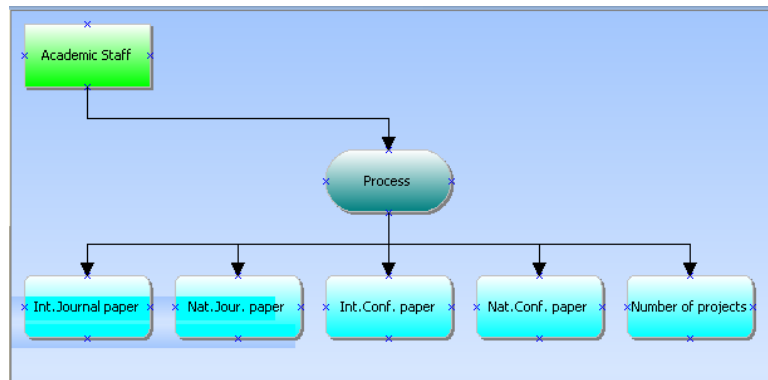 Academic Staff
Process
Int.Journal paper
Nat.Jour. paper
Int.Conf. paper
Nat.Conf. paper
Number of projects